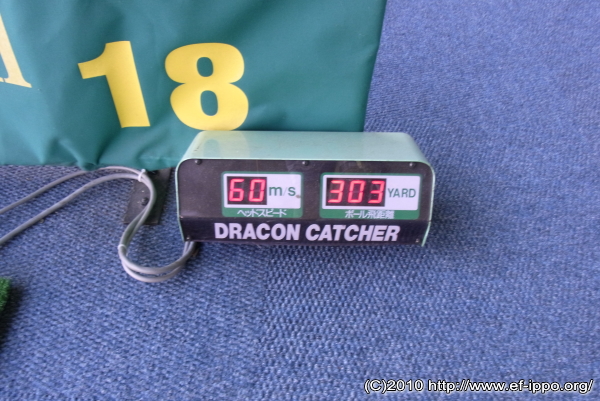 18
60 m/s
303 YARD
ヘッドスピード
ボール飛距離
DRACON CATCHER
(C)2010 http://www.ef-ippo.org/